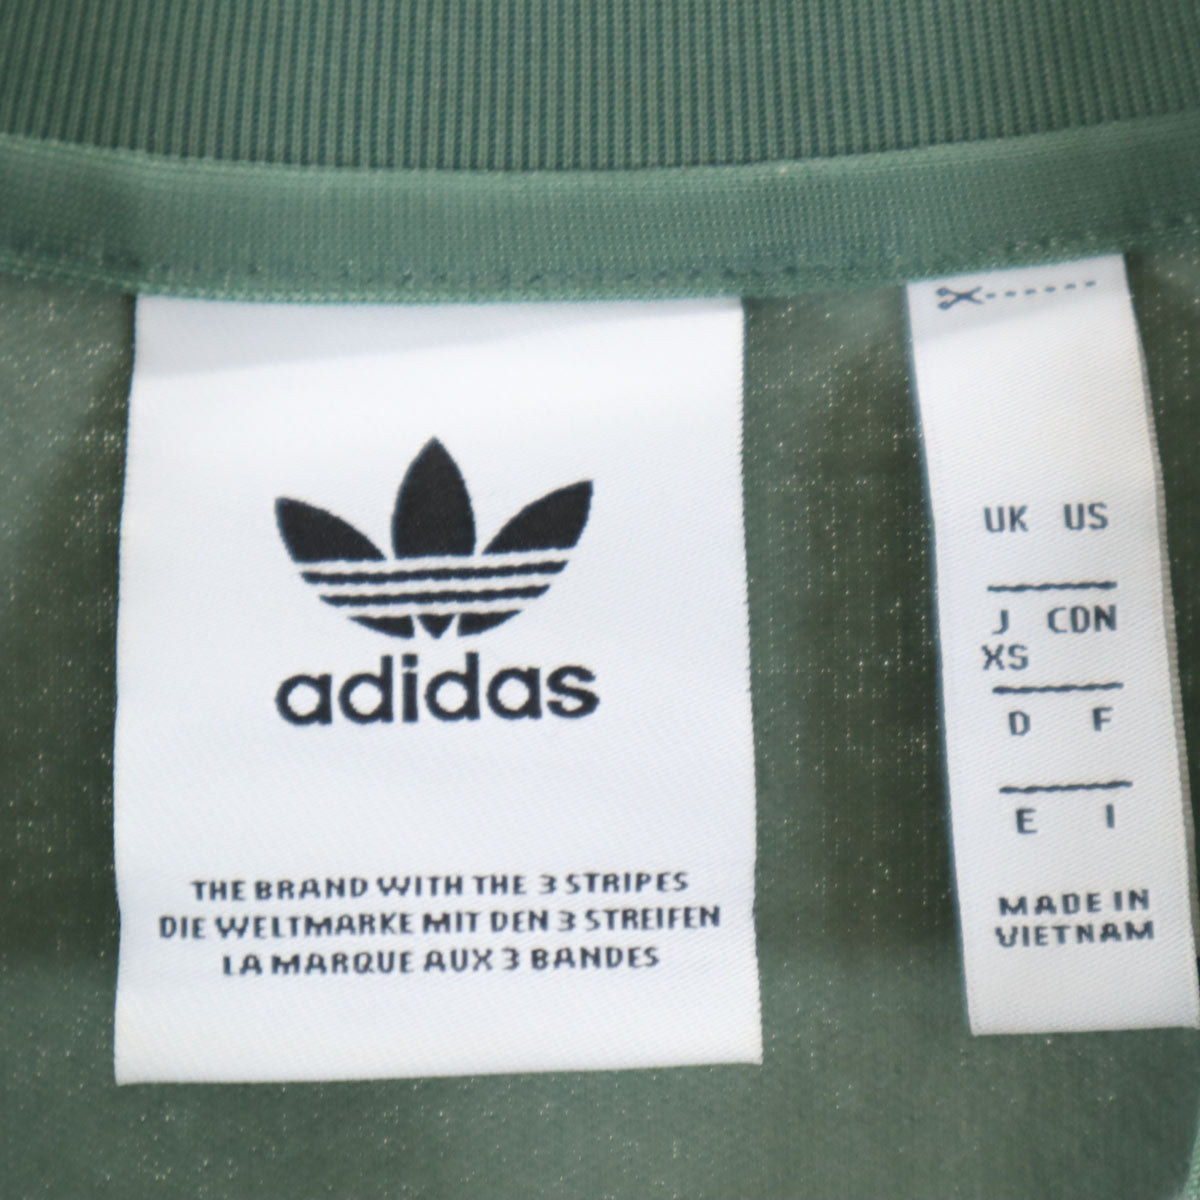 adidas
THE BRAND WITH THE 3 STRIPES
DIE WELTMARKE MIT DEN 3 STREIFEN
LA MARQUE AUX 3 BANDES
UK US
J CDN
XS
D F
E I
MADE IN
VIETNAM